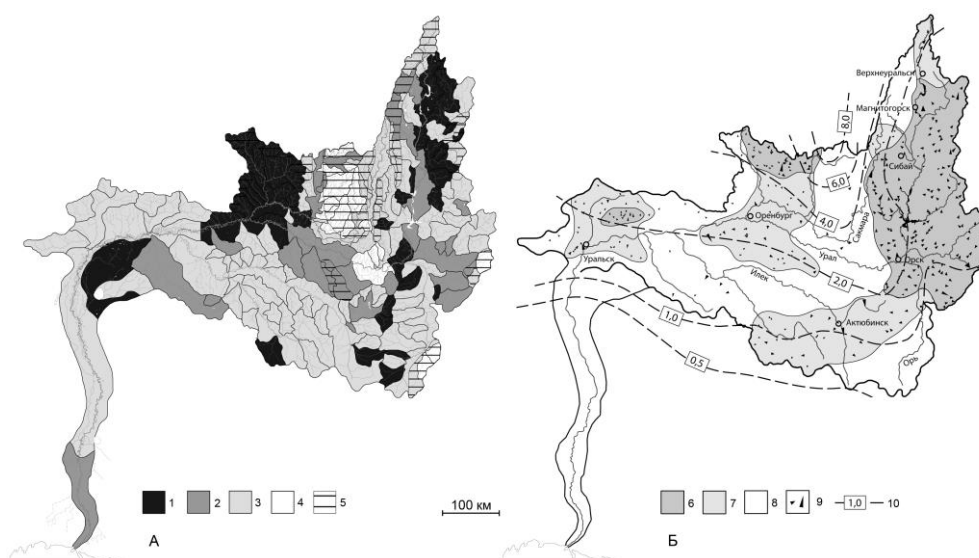 Верхнеуральск
Магнитогорск
8,0
Сибай
6,0
Оренбург
4,0
Сакмара
Урал
Орск
Уральск
Илек
2,0
1,0
Актюбинск
0,5
Орь
1 2 3 4 5
100 км
6 7 8 9 1,0 10
А
Б